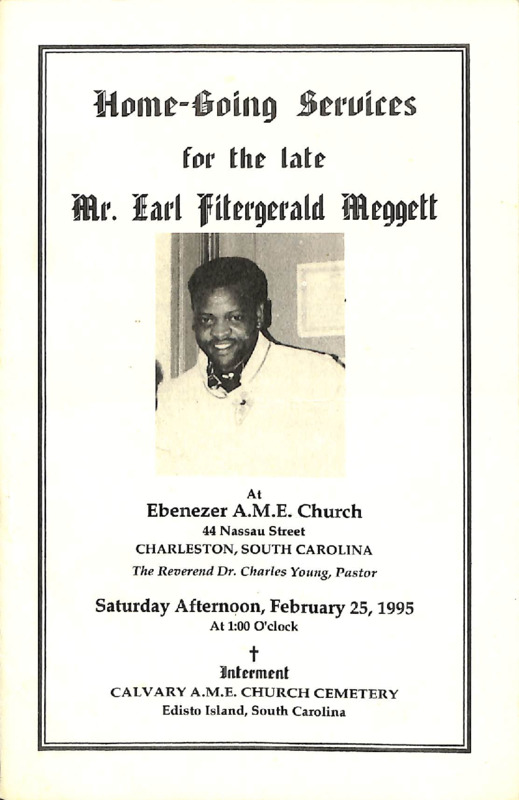 Home-Going Services
for the late
Mr. Earl Fitergerald Meggett
At
Ebenezer A.M.E. Church
44 Nassau Street
CHARLESTON, SOUTH CAROLINA
The Reverend Dr. Charles Young, Pastor
Saturday Afternoon, February 25, 1995
At 1:00 O'clock
Interment
CALVARY A.M.E. CHURCH CEMETERY
Edisto Island, South Carolina